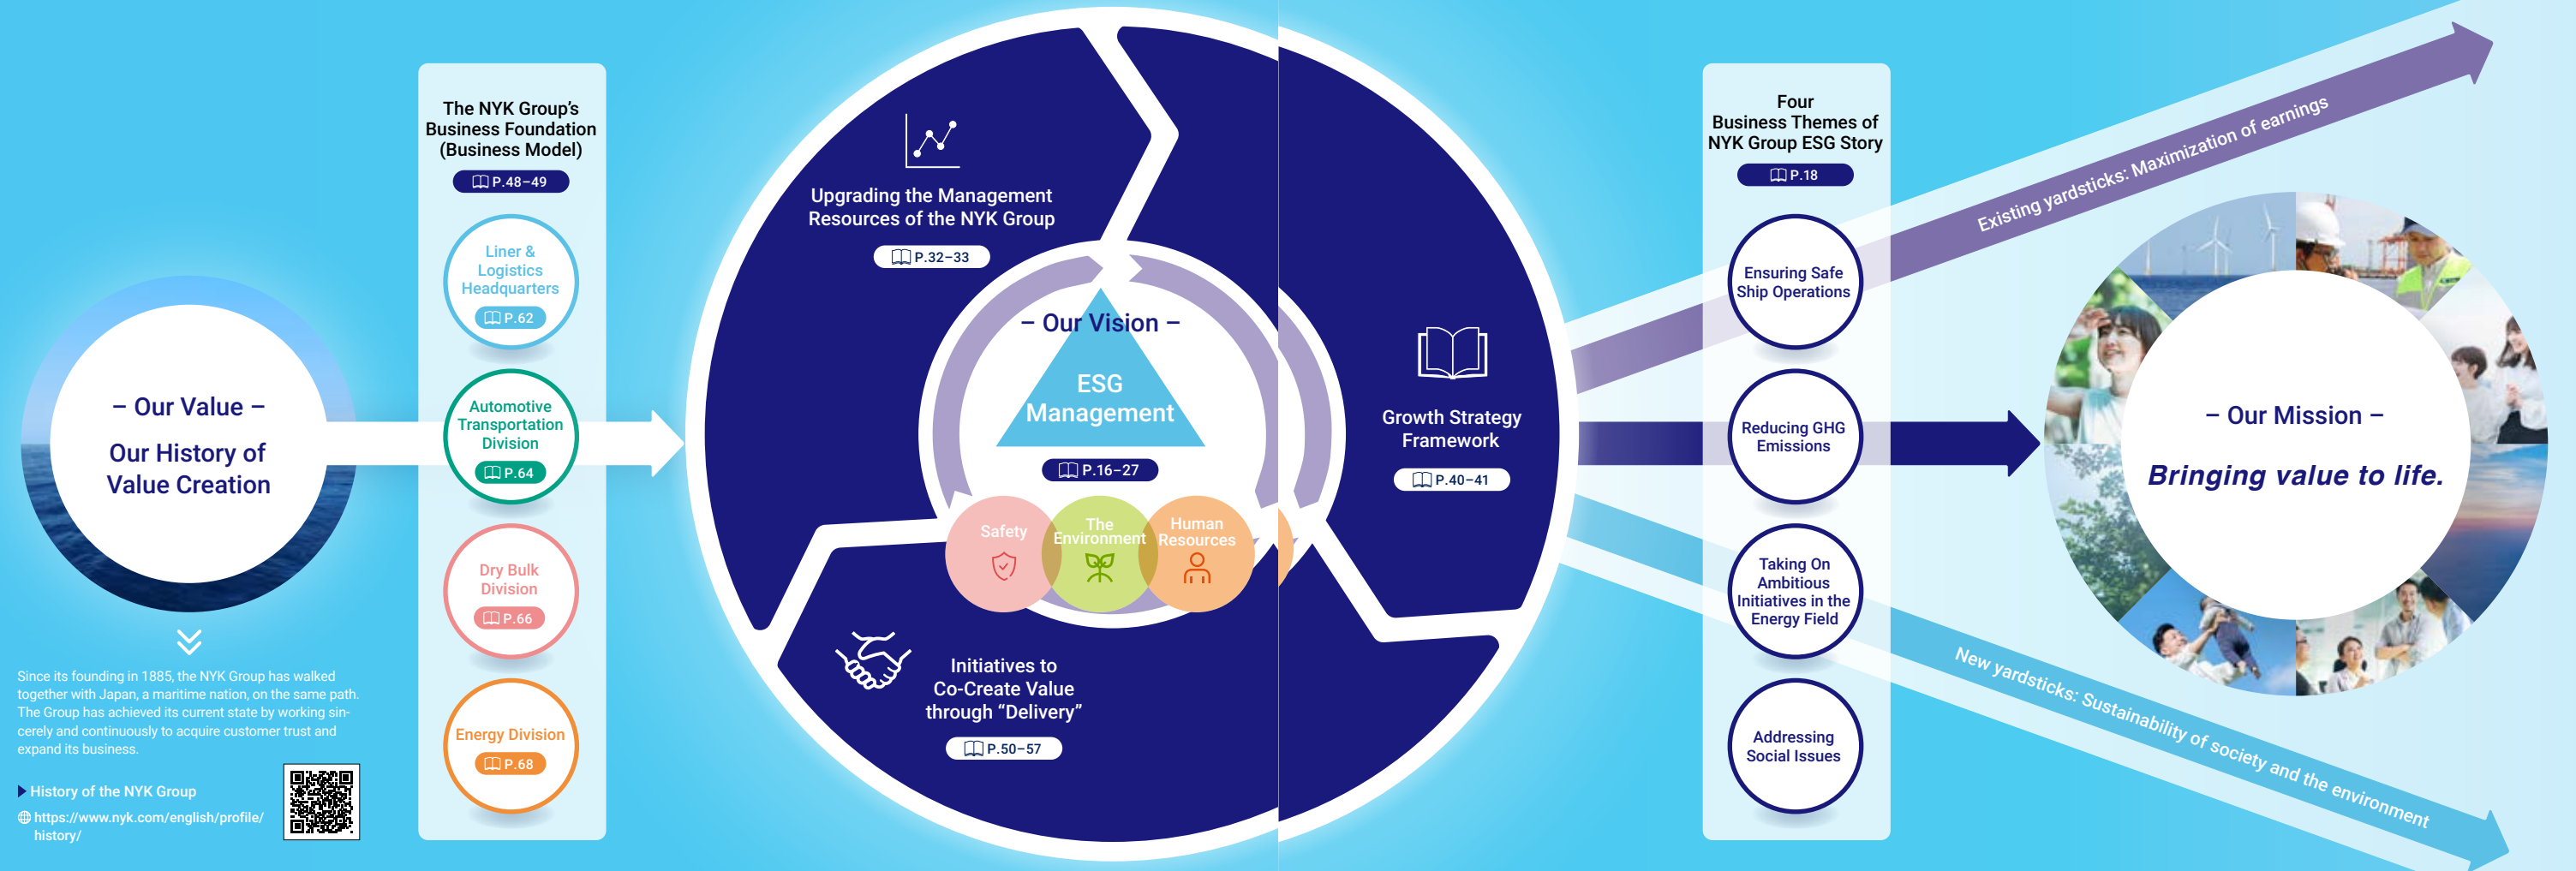 – Our Value –
Our History of
Value Creation
Since its founding in 1885, the NYK Group has walked
together with Japan, a maritime nation, on the same path.
The Group has achieved its current state by working sin-
cerely and continuously to acquire customer trust and
expand its business.
History of the NYK Group
https://www.nyk.com/english/profile/
history/
The NYK Group's
Business Foundation
(Business Model)
P.48–49
Liner &
Logistics
Headquarters
P.62
Automotive
Transportation
Division
P.64
Dry Bulk
Division
P.66
Energy Division
P.68
Upgrading the Management
Resources of the NYK Group
P.32–33
– Our Vision –
ESG
Management
P.16–27
Safety
The
Environment
Human
Resources
Initiatives to
Co-Create Value
through “Delivery”
P.50–57
Growth Strategy
Framework
P.40–41
Four
Business Themes of
NYK Group ESG Story
P.18
Ensuring Safe
Ship Operations
Reducing GHG
Emissions
Taking On
Ambitious
Initiatives in the
Energy Field
Addressing
Social Issues
Existing yardsticks: Maximization of earnings
New yardsticks: Sustainability of society and the environment
– Our Mission –
Bringing value to life.